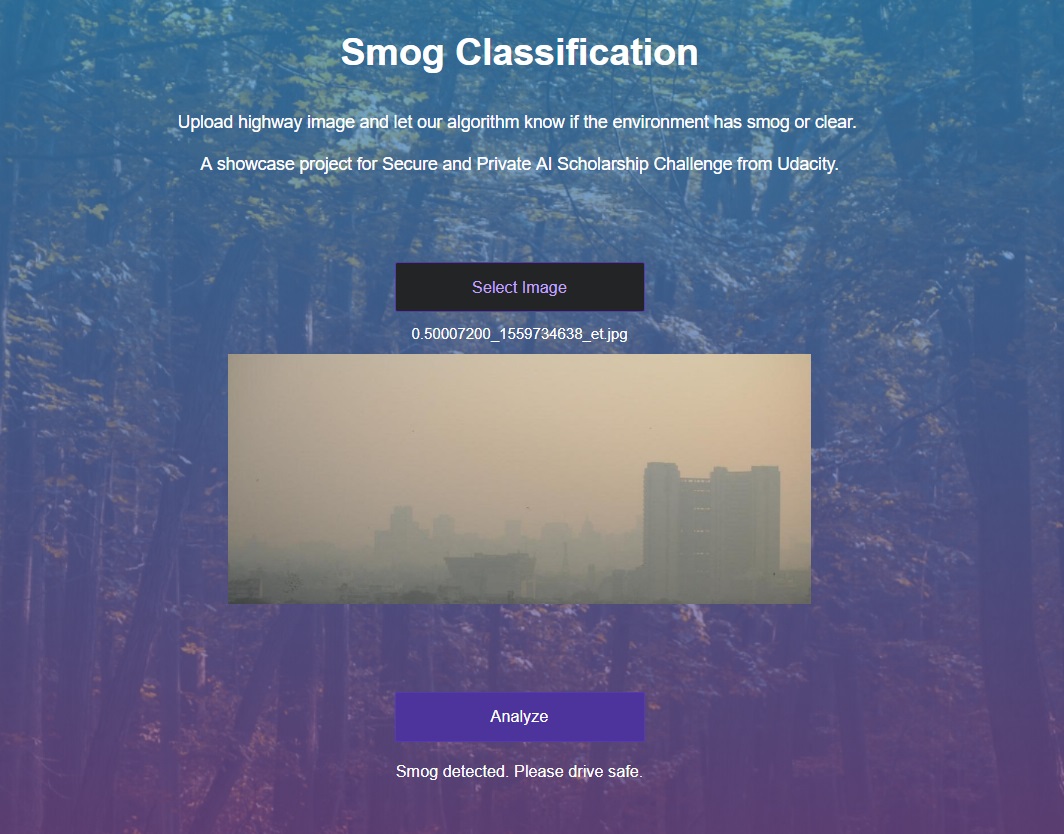 Smog Classification
Upload highway image and let our algorithm know if the environment has smog or clear.
A showcase project for Secure and Private AI Scholarship Challenge from Udacity.
Select Image
0.50007200_1559734638_et.jpg
Analyze
Smog detected. Please drive safe.